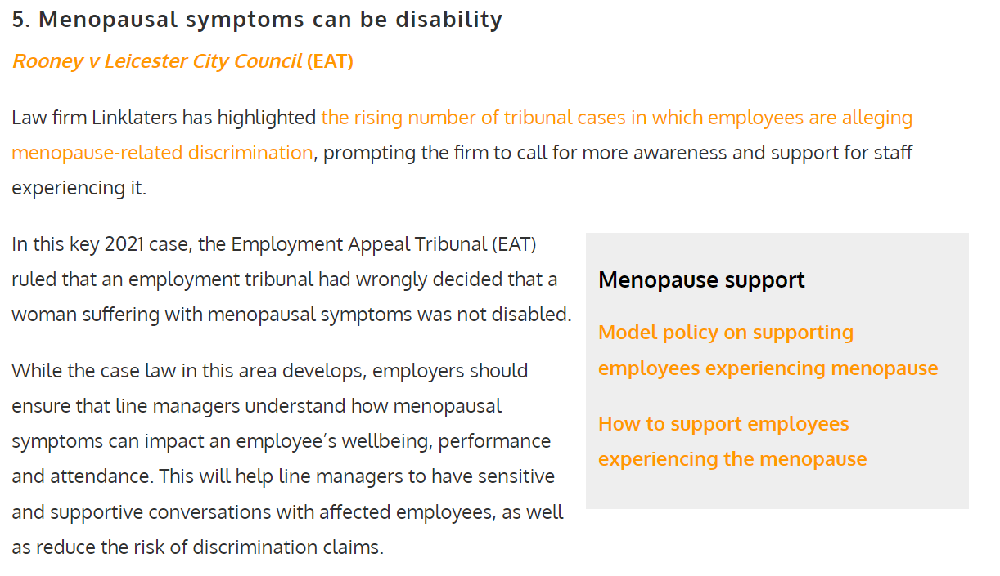 5. Menopausal symptoms can be disability
Rooney v Leicester City Council (EAT)
Law firm Linklaters has highlighted the rising number of tribunal cases in which employees are alleging
menopause-related discrimination, prompting the firm to call for more awareness and support for staff
experiencing it.
In this key 2021 case, the Employment Appeal Tribunal (EAT)
ruled that an employment tribunal had wrongly decided that a
woman suffering with menopausal symptoms was not disabled.
While the case law in this area develops, employers should
ensure that line managers understand how menopausal
symptoms can impact an employee’s wellbeing, performance
and attendance. This will help line managers to have sensitive
and supportive conversations with affected employees, as well
as reduce the risk of discrimination claims.
Menopause support
Model policy on supporting
employees experiencing menopause
How to support employees
experiencing the menopause